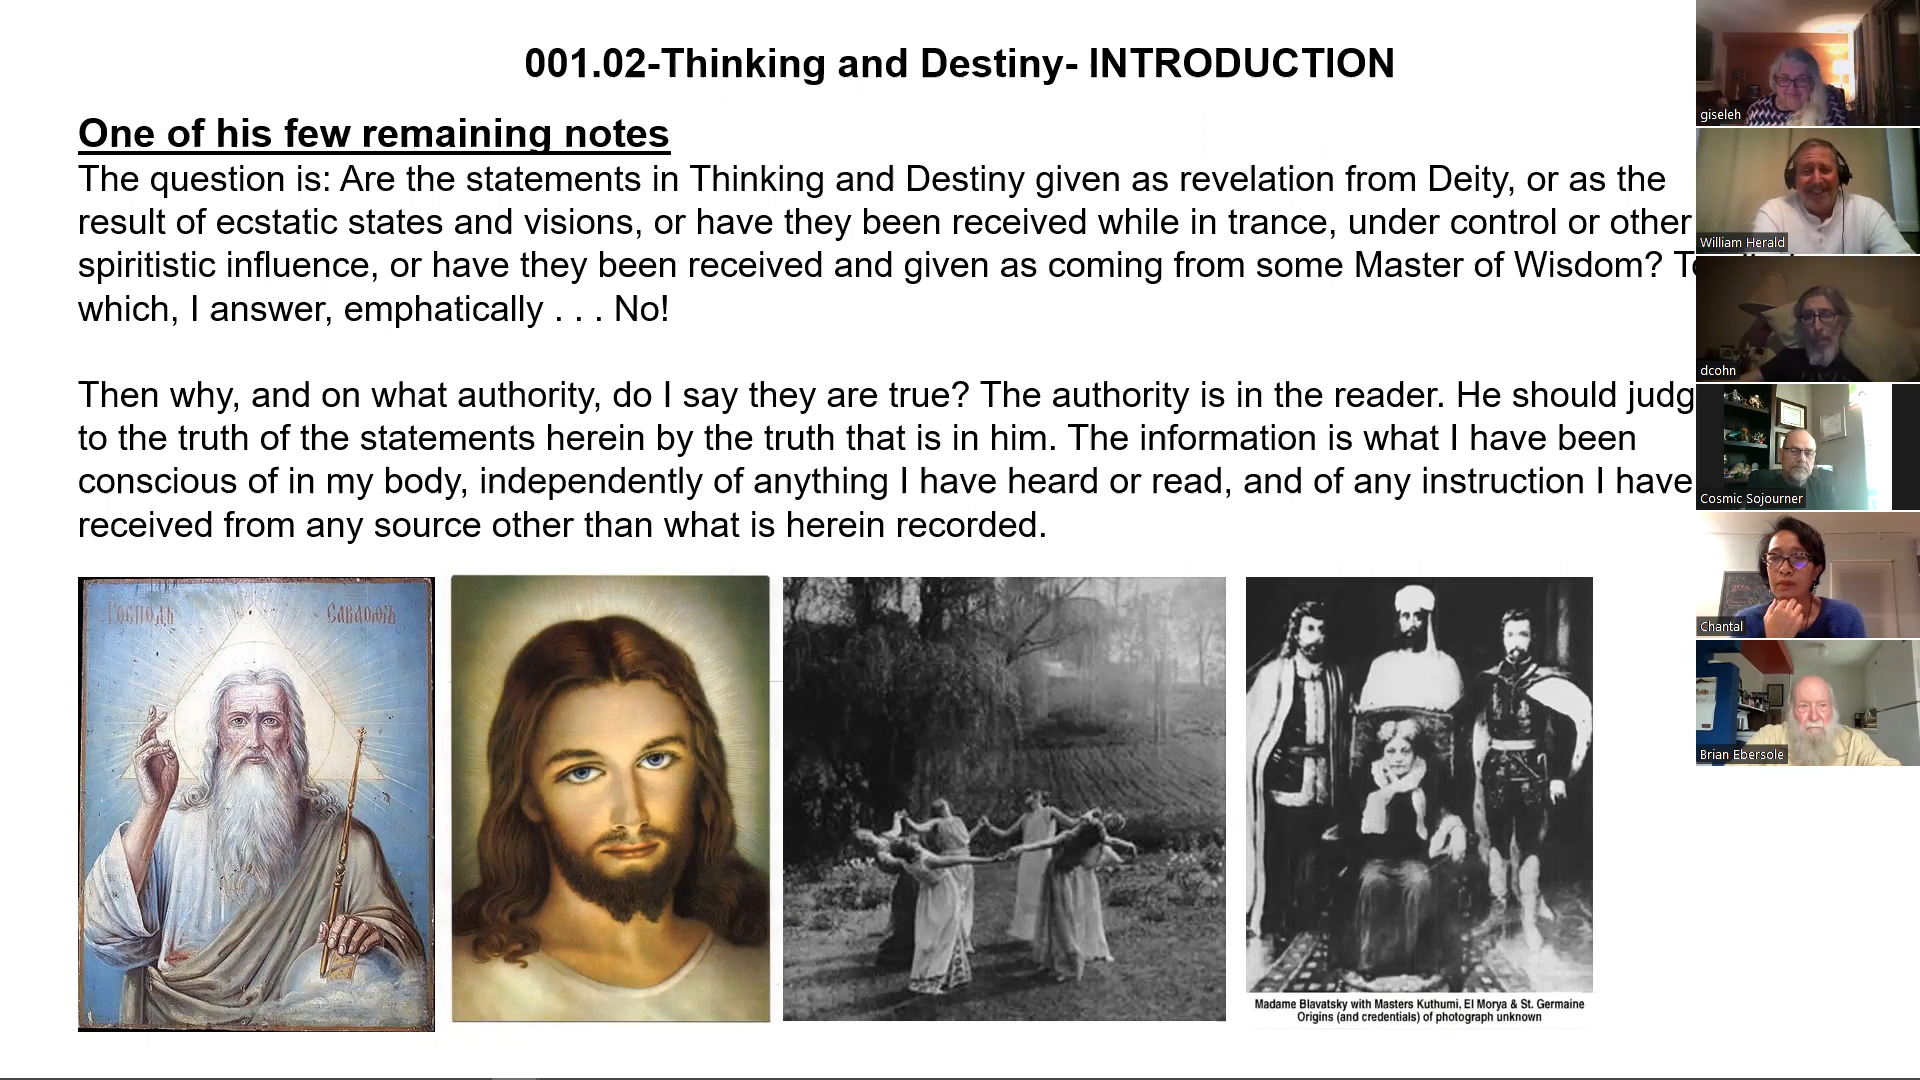 001.02-Thinking and Destiny- INTRODUCTION
One of his few remaining notes
The question is: Are the statements in Thinking and Destiny given as revelation from Deity, or as the
result of ecstatic states and visions, or have they been received while in trance, under control or other
spiritistic influence, or have they been received and given as coming from some Master of Wisdom? To
which, I answer, emphatically . . . No!
Then why, and on what authority, do I say they are true? The authority is in the reader. He should judg
to the truth of the statements herein by the truth that is in him. The information is what I have been
conscious of in my body, independently of anything I have heard or read, and of any instruction I have
received from any source other than what is herein recorded.
ГОСПОДЬ САВАОѲЪ
Madame Blavatsky with Masters Kuthumi, El Morya & St. Germaine
Origins (and credentials) of photograph unknown
giseleh
William Herald
dcohn
Cosmic Sojourner
Chantal
Brian Ebersole